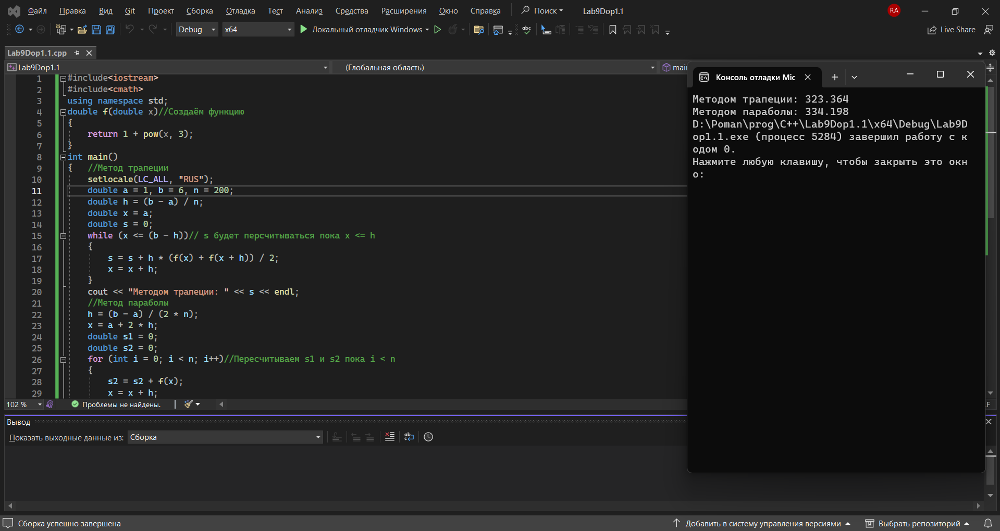 Файл Правка Вид Git Проект Сборка Отладка Тест Анализ Средства Расширения Окно Справка Поиск Lab9Dop1.1 RA
Debug x64 Локальный отладчик Windows Live Share
Lab9Dop1.1.cpp
Lab9Dop1.1 (Глобальная область) main
1 #include<iostream>
2 #include<cmath>
3 using namespace std;
4 double f(double x)//Создаём функцию
5 {
6 return 1 + pow(x, 3);
7 }
8 int main()
9 { //Метод трапеции
10 setlocale(LC_ALL, "RUS");
11 double a = 1, b = 6, n = 200;
12 double h = (b - a) / n;
13 double x = a;
14 double s = 0;
15 while (x <= (b - h))// s будет персчитываться пока x <= h
16 {
17 s = s + h * (f(x) + f(x + h)) / 2;
18 x = x + h;
19 }
20 cout << "Методом трапеции: " << s << endl;
21 //Метод параболы
22 h = (b - a) / (2 * n);
23 x = a + 2 * h;
24 double s1 = 0;
25 double s2 = 0;
26 for (int i = 0; i < n; i++)//Пересчитываем s1 и s2 пока i < n
27 {
28 s2 = s2 + f(x);
29 x = x + h;
Консоль отладки Mic
Методом трапеции: 323.364
Методом параболы: 334.198
D:\Poman\prog\C++\Lab9Dop1.1\x64\Debug\Lab9D
op1.1.exe (процесс 5284) завершил работу с к
одом 0.
Нажмите любую клавишу, чтобы закрыть это окн
о:
102 % Проблемы не найдены.
Вывод
Показать выходные данные из: Сборка
Сборка успешно завершена Добавить в систему управления версиями Выбрать репозиторий